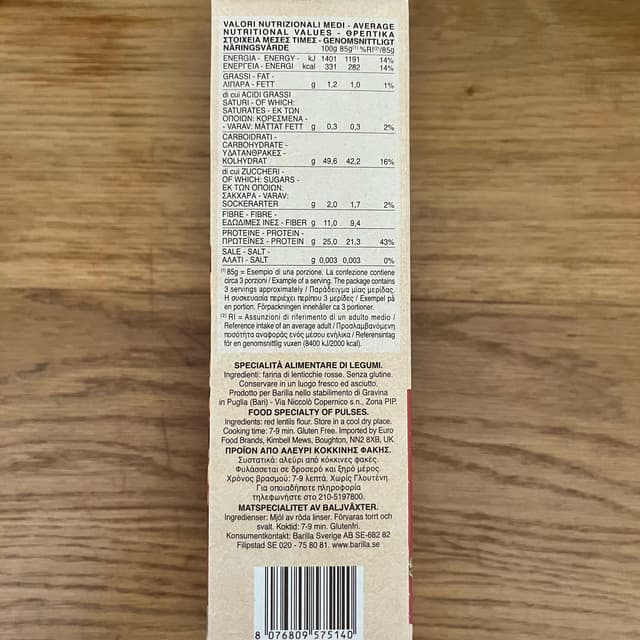 VALORI NUTRIZIONALI MEDI - AVERAGE
NUTRITIONAL VALUES - ΘΡΕΠΤΙΚΑ
ΣΤΟΙΧΕΙΑ ΜΕΣΕΣ ΤΙΜΕΣ - GENOMSNITTLIGT
NÄRINGSVÄRDE 100g 85g(1) %RI(2)/85g
ENERGIA - ENERGY - kJ 1401 1191 14%
ΕΝΕΡΓΕΙΑ - ENERGI kcal 331 282 14%
GRASSI - FAT -
ΛΙΠΑΡΑ - FETT g 1,2 1,0 1%
di cui ACIDI GRASSI
SATURI - OF WHICH:
SATURATES - ΕΚ ΤΩΝ
ΟΠΟΙΩΝ: ΚΟΡΕΣΜΕΝΑ -
- VARAV: MÄTTAT FETT g 0,3 0,3 2%
CARBOIDRATI -
CARBOHYDRATE -
ΥΔΑΤΑΝΘΡΑΚΕΣ -
KOLHYDRAT g 49,6 42,2 16%
di cui ZUCCHERI -
OF WHICH: SUGARS -
ΕΚ ΤΩΝ ΟΠΟΙΩΝ:
ΣΑΚΧΑΡΑ - VARAV:
SOCKERARTER g 2,0 1,7 2%
FIBRE - FIBRE -
ΕΔΩΔΙΜΕΣ ΙΝΕΣ - FIBER g 11,0 9,4
PROTEINE - PROTEIN -
ΠΡΩΤΕΪΝΕΣ - PROTEIN g 25,0 21,3 43%
SALE - SALT -
ΑΛΑΤΙ - SALT g 0,003 0,003 0%
(1) 85g = Esempio di una porzione. La confezione contiene
circa 3 porzioni / Example of a serving. The package contains
3 servings approximately / Παράδειγμα μίας μερίδας.
Η συσκευασία περιέχει περίπου 3 μερίδες / Exempel på
en portion. Förpackningen innehåller ca 3 portioner.
(2) RI = Assunzioni di riferimento di un adulto medio /
Reference intake of an average adult / Προσλαμβανόμενη
ποσότητα αναφοράς ενός μέσου ενήλικα / Referensintag
för en genomsnittlig vuxen (8400 kJ/2000 kcal).
SPECIALITÀ ALIMENTARE DI LEGUMI.
Ingredienti: farina di lenticchie rosse. Senza glutine.
Conservare in un luogo fresco ed asciutto.
Prodotto per Barilla nello stabilimento di Gravina
in Puglia (Bari) - Via Niccolò Copernico s.n., Zona PIP.
FOOD SPECIALTY OF PULSES.
Ingredients: red lentils flour. Store in a cool dry place.
Cooking time: 7-9 min. Gluten Free. Imported by Euro
Food Brands, Kimbell Mews, Boughton, NN2 8XB, UK.
ΠΡΟΪΟΝ ΑΠΟ ΑΛΕΥΡΙ ΚΟΚΚΙΝΗΣ ΦΑΚΗΣ.
Συστατικά: αλεύρι από κόκκινες φακές.
Φυλάσσεται σε δροσερό και ξηρό μέρος.
Χρόνος βρασμού: 7-9 λεπτά. Χωρίς Γλουτένη.
Για οποιαδήποτε πληροφορία
τηλεφωνήστε στο 210-5197800.
MATSPECIALITET AV BALJVÄXTER.
Ingredienser: Mjöl av röda linser. Förvaras torrt och
svalt. Koktid: 7-9 min. Glutenfri.
Konsumentkontakt: Barilla Sverige AB SE-682 82
Filipstad SE 020 - 75 80 81. www.barilla.se
8 076809 575140